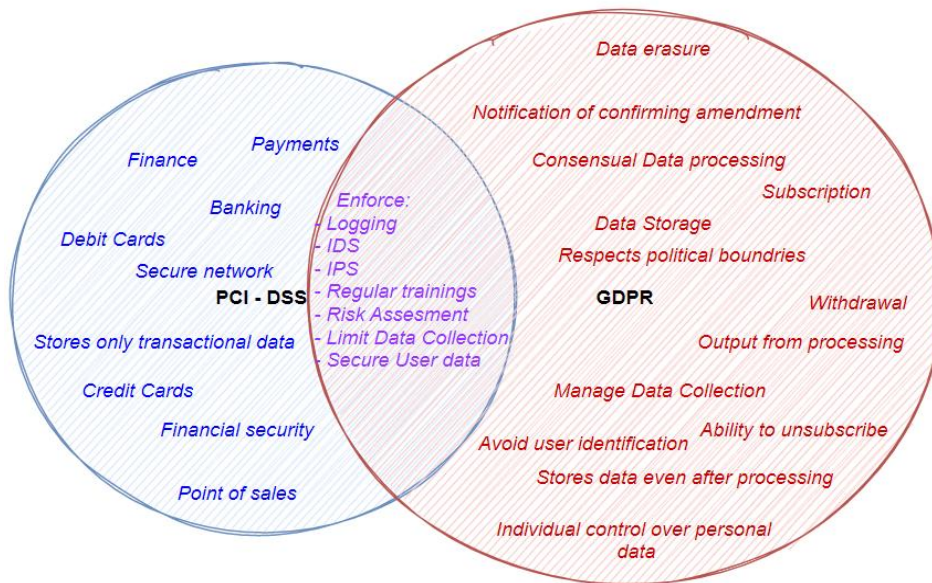 Payments
Finance
Banking
Debit Cards
Secure network
PCI - DSS
Stores only transactional data
Credit Cards
Financial security
Point of sales
Enforce:
- Logging
- IDS
- IPS
- Regular trainings
- Risk Assesment
- Limit Data Collection
- Secure User data
Data erasure
Notification of confirming amendment
Consensual Data processing
Subscription
Data Storage
Respects political boundries
GDPR
Withdrawal
Output from processing
Manage Data Collection
Ability to unsubscribe
Avoid user identification
Stores data even after processing
Individual control over personal
data